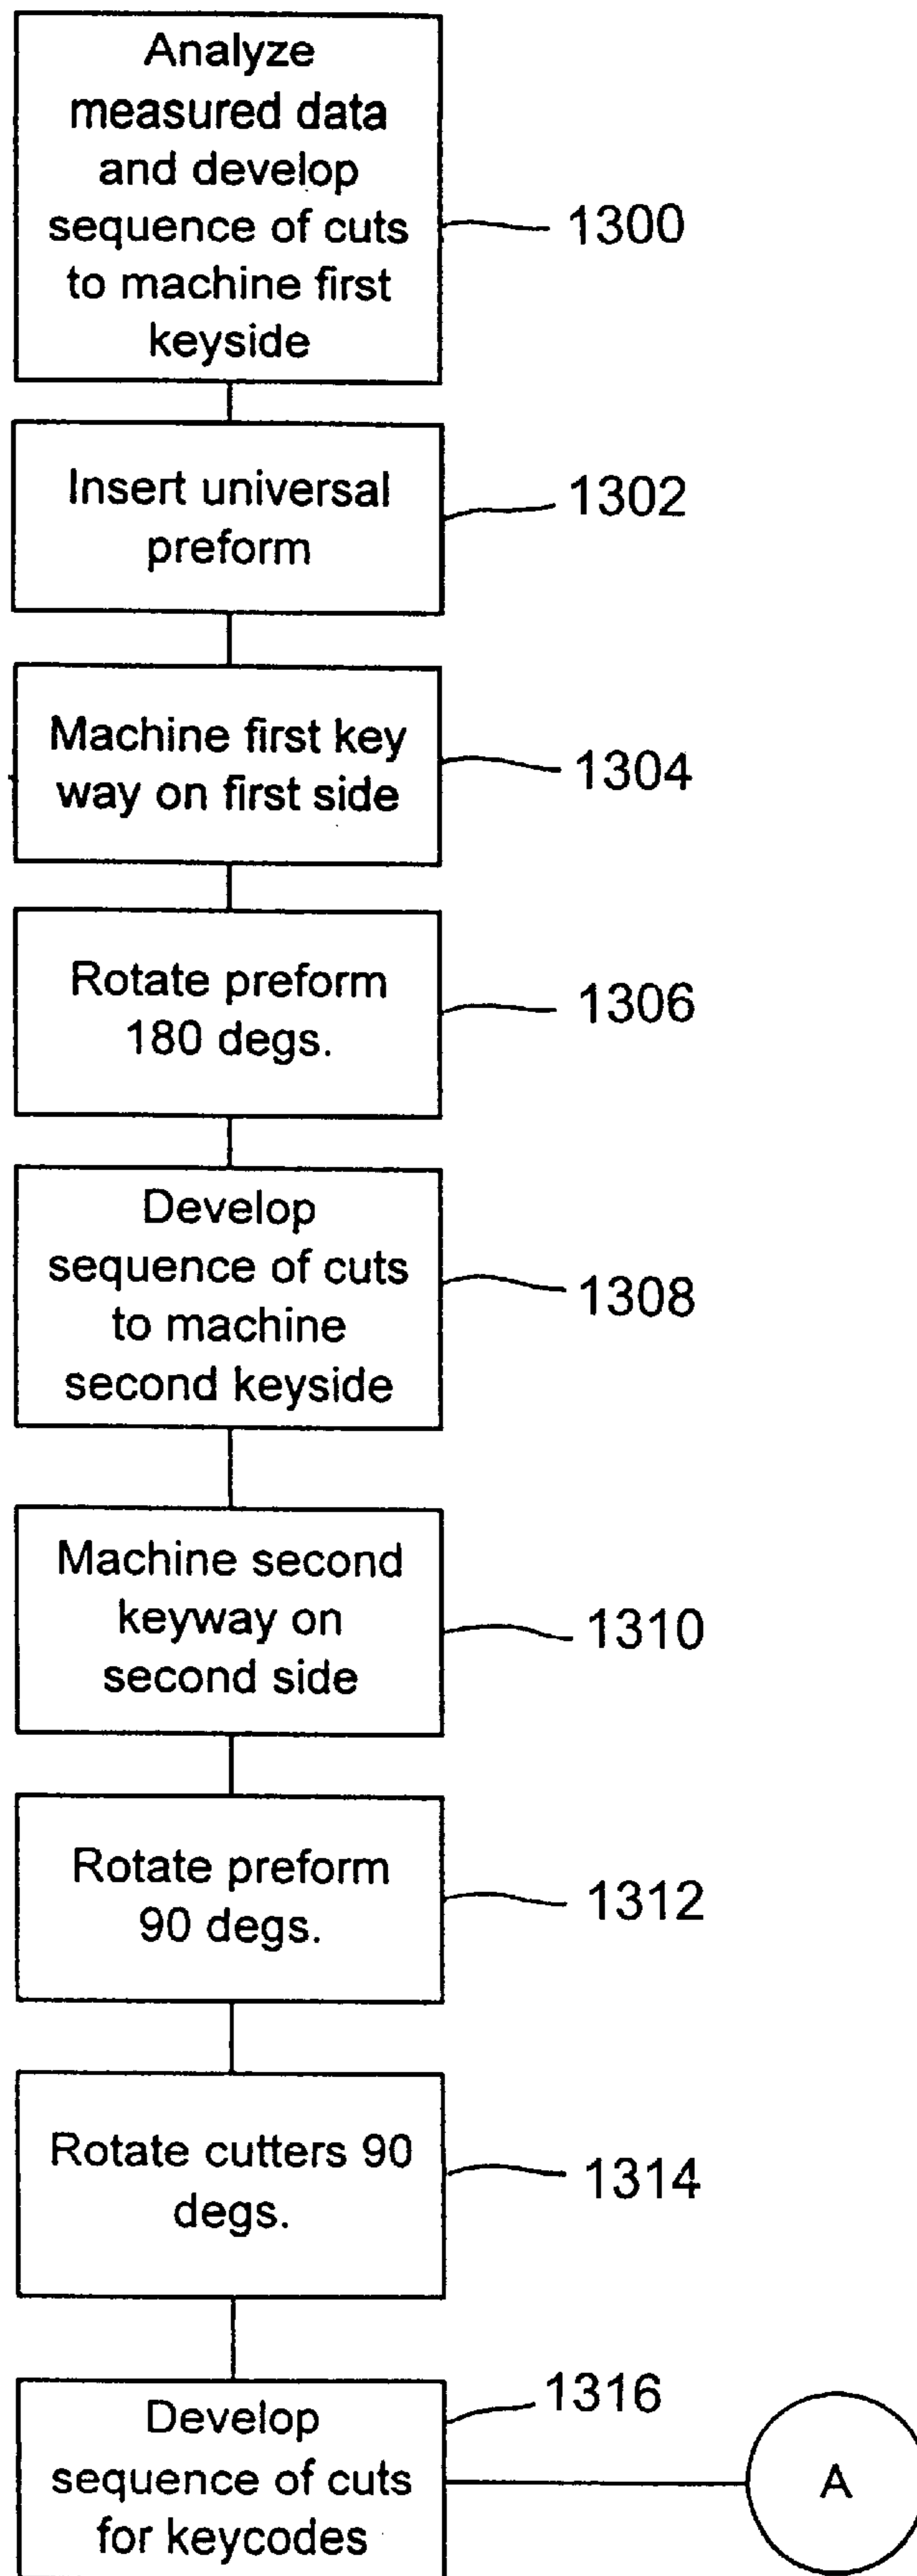 Analyze
measured data
and develop
sequence of cuts
to machine first
keyside
1300
Insert universal
preform
1302
Machine first key
way on first side
1304
Rotate preform
180 degs.
1306
Develop
sequence of cuts
to machine
second keyside
1308
Machine second
keyway on
second side
1310
Rotate preform
90 degs.
1312
Rotate cutters 90
degs.
1314
Develop
sequence of cuts
for keycodes
1316
A